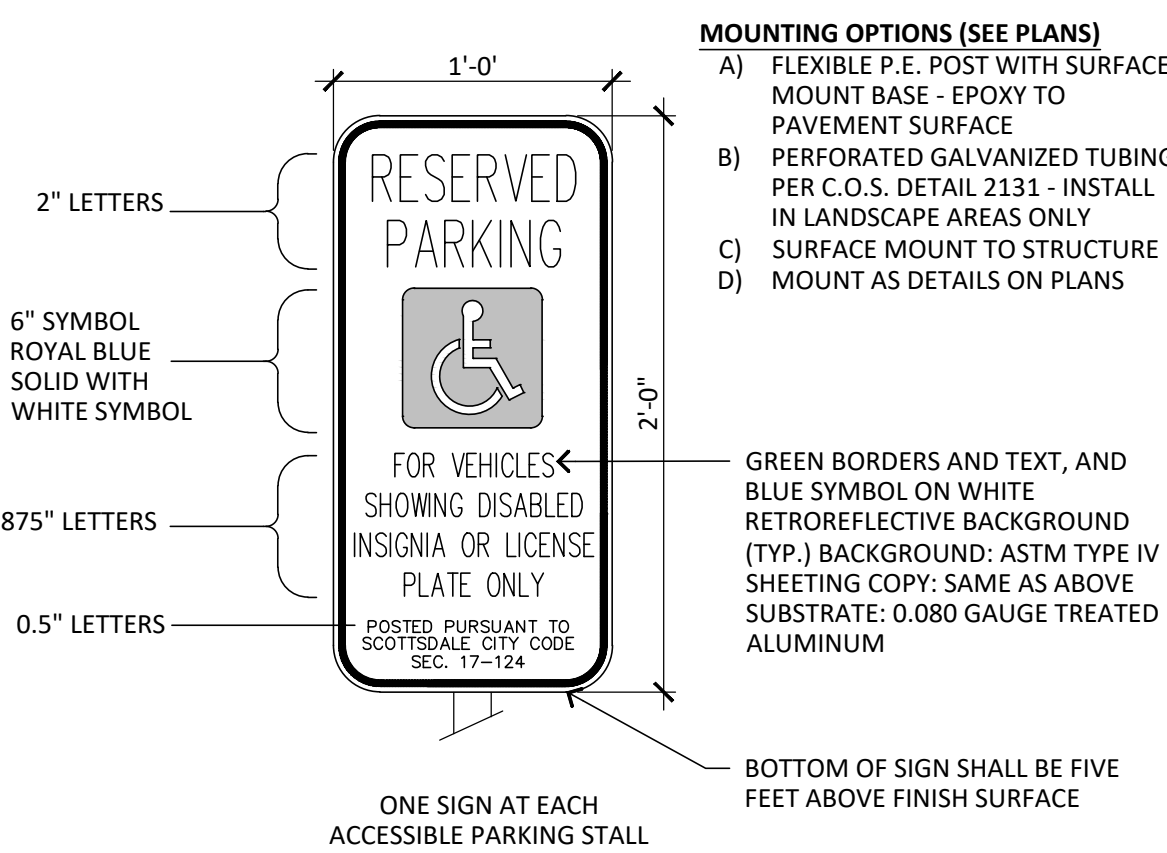 MOUNTING OPTIONS (SEE PLANS)
A) FLEXIBLE P.E. POST WITH SURFACE
MOUNT BASE - EPOXY TO
PAVEMENT SURFACE
B) PERFORATED GALVANIZED TUBING
PER C.O.S. DETAIL 2131 - INSTALL
IN LANDSCAPE AREAS ONLY
C) SURFACE MOUNT TO STRUCTURE
D) MOUNT AS DETAILS ON PLANS
1'-0'
2'-0"
2" LETTERS
6" SYMBOL
ROYAL BLUE
SOLID WITH
WHITE SYMBOL
875" LETTERS
0.5" LETTERS
RESERVED
PARKING
FOR VEHICLES
SHOWING DISABLED
INSIGNIA OR LICENSE
PLATE ONLY
POSTED PURSUANT TO
SCOTTSDALE CITY CODE
SEC. 17-124
GREEN BORDERS AND TEXT, AND
BLUE SYMBOL ON WHITE
RETROREFLECTIVE BACKGROUND
(TYP.) BACKGROUND: ASTM TYPE IV
SHEETING COPY: SAME AS ABOVE
SUBSTRATE: 0.080 GAUGE TREATED
ALUMINUM
BOTTOM OF SIGN SHALL BE FIVE
FEET ABOVE FINISH SURFACE
ONE SIGN AT EACH
ACCESSIBLE PARKING STALL